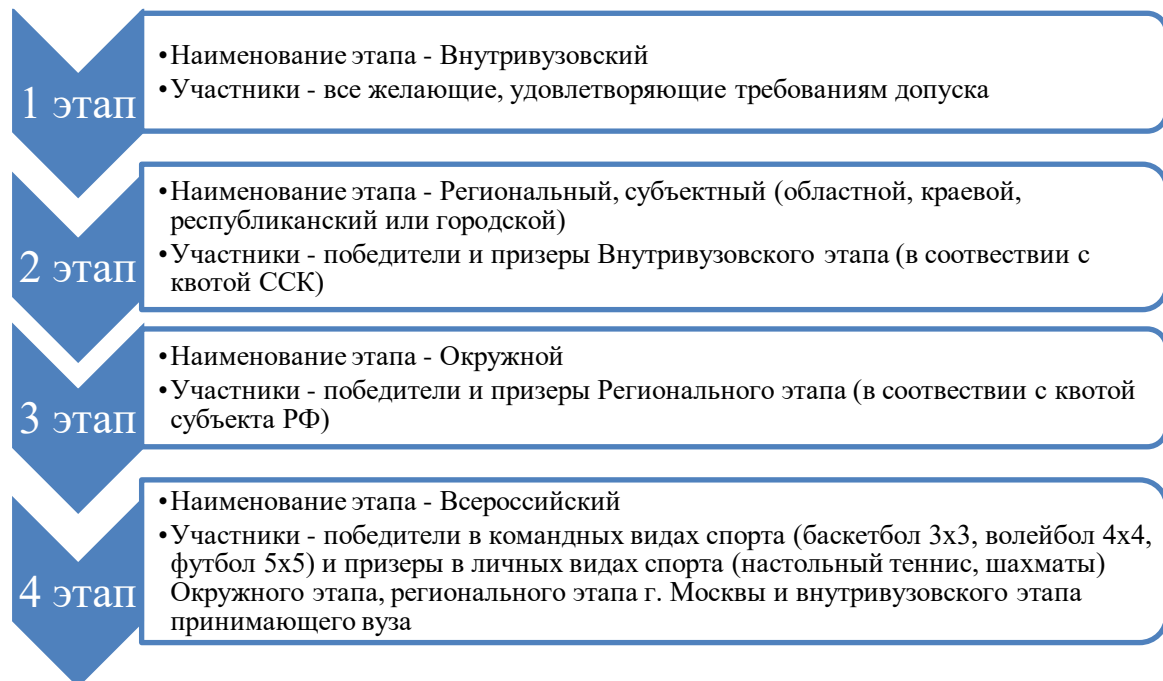 1 этап
•Наименование этапа - Внутривузовский
•Участники - все желающие, удовлетворяющие требованиям допуска
2 этап
•Наименование этапа - Региональный, субъектный (областной, краевой,
республиканский или городской)
•Участники - победители и призеры Внутривузовского этапа (в соотвествии с
квотой ССК)
3 этап
•Наименование этапа - Окружной
•Участники - победители и призеры Регионального этапа (в соотвествии с квотой
субъекта РФ)
4 этап
•Наименование этапа - Всероссийский
•Участники - победители в командных видах спорта (баскетбол 3х3, волейбол 4х4,
футбол 5х5) и призеры в личных видах спорта (настольный теннис, шахматы)
Окружного этапа, регионального этапа г. Москвы и внутривузовского этапа
принимающего вуза